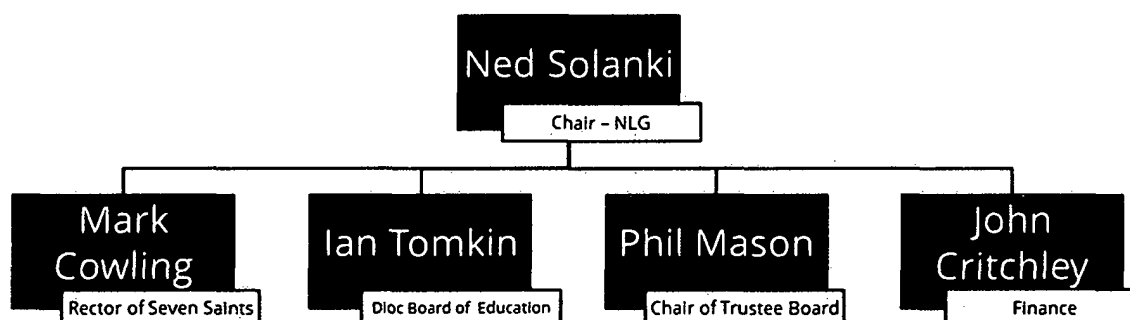 Ned Solanki
Chair – NLG
Mark
Cowling
Rector of Seven Saints
Ian Tomkin
Dioc Board of Education
Phil Mason
Chair of Trustee Board
John
Critchley
Finance